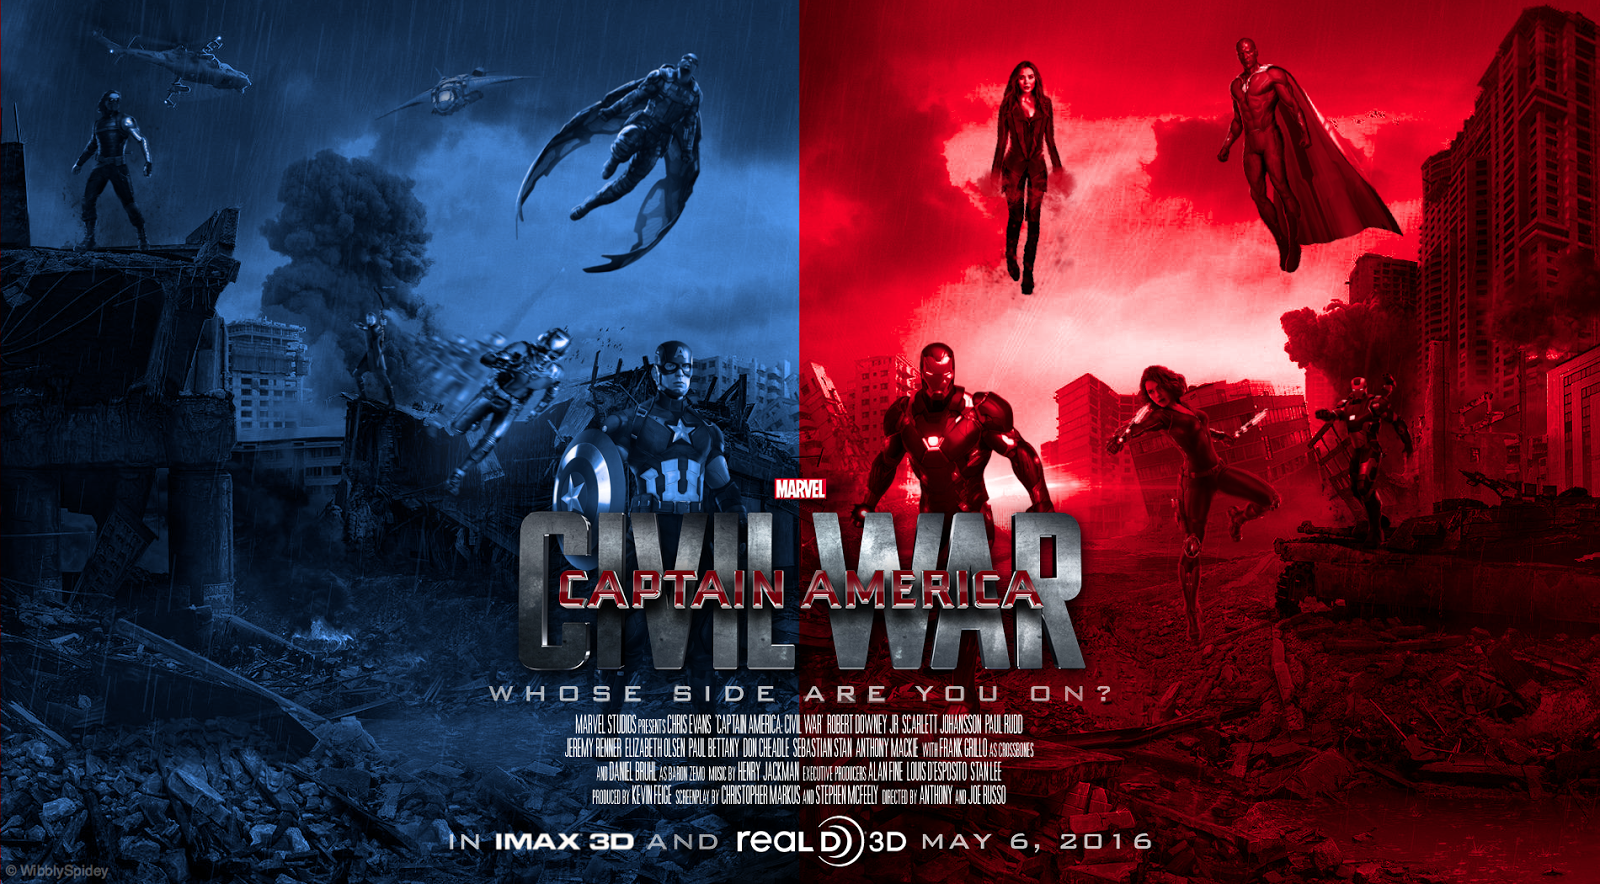 MARVEL
CIVIL WAR
CAPTAIN AMERICA
WHOSE SIDE ARE YOU ON?
MARVEL STUDIOS PRESENTS CHRIS EVANS "CAPTAIN AMERICA: CIVIL WAR" ROBERT DOWNEY JR SCARLETT JOHANSSON PAUL RUDD
JEREMY RENNER ELIZABETH OLSEN PAUL BETTANY DON CHEADLE SEBASTIAN STAN ANTHONY MACKIE WITH FRANK GRILLO AS CROSSBONES
AND DANIEL BRUHL AS BARON ZEMO MUSIC BY HENRY JACKMAN EXECUTIVE PRODUCERS ALAN FINE LOUIS D'ESPOSITO STAN LEE
PRODUCED BY KEVIN FEIGE SCREENPLAY BY CHRISTOPHER MARKUS AND STEPHEN MCFEELY DIRECTED BY ANTHONY AND JOE RUSSO
IN IMAX 3D AND REAL D 3D MAY 6, 2016
© WibblySpidey